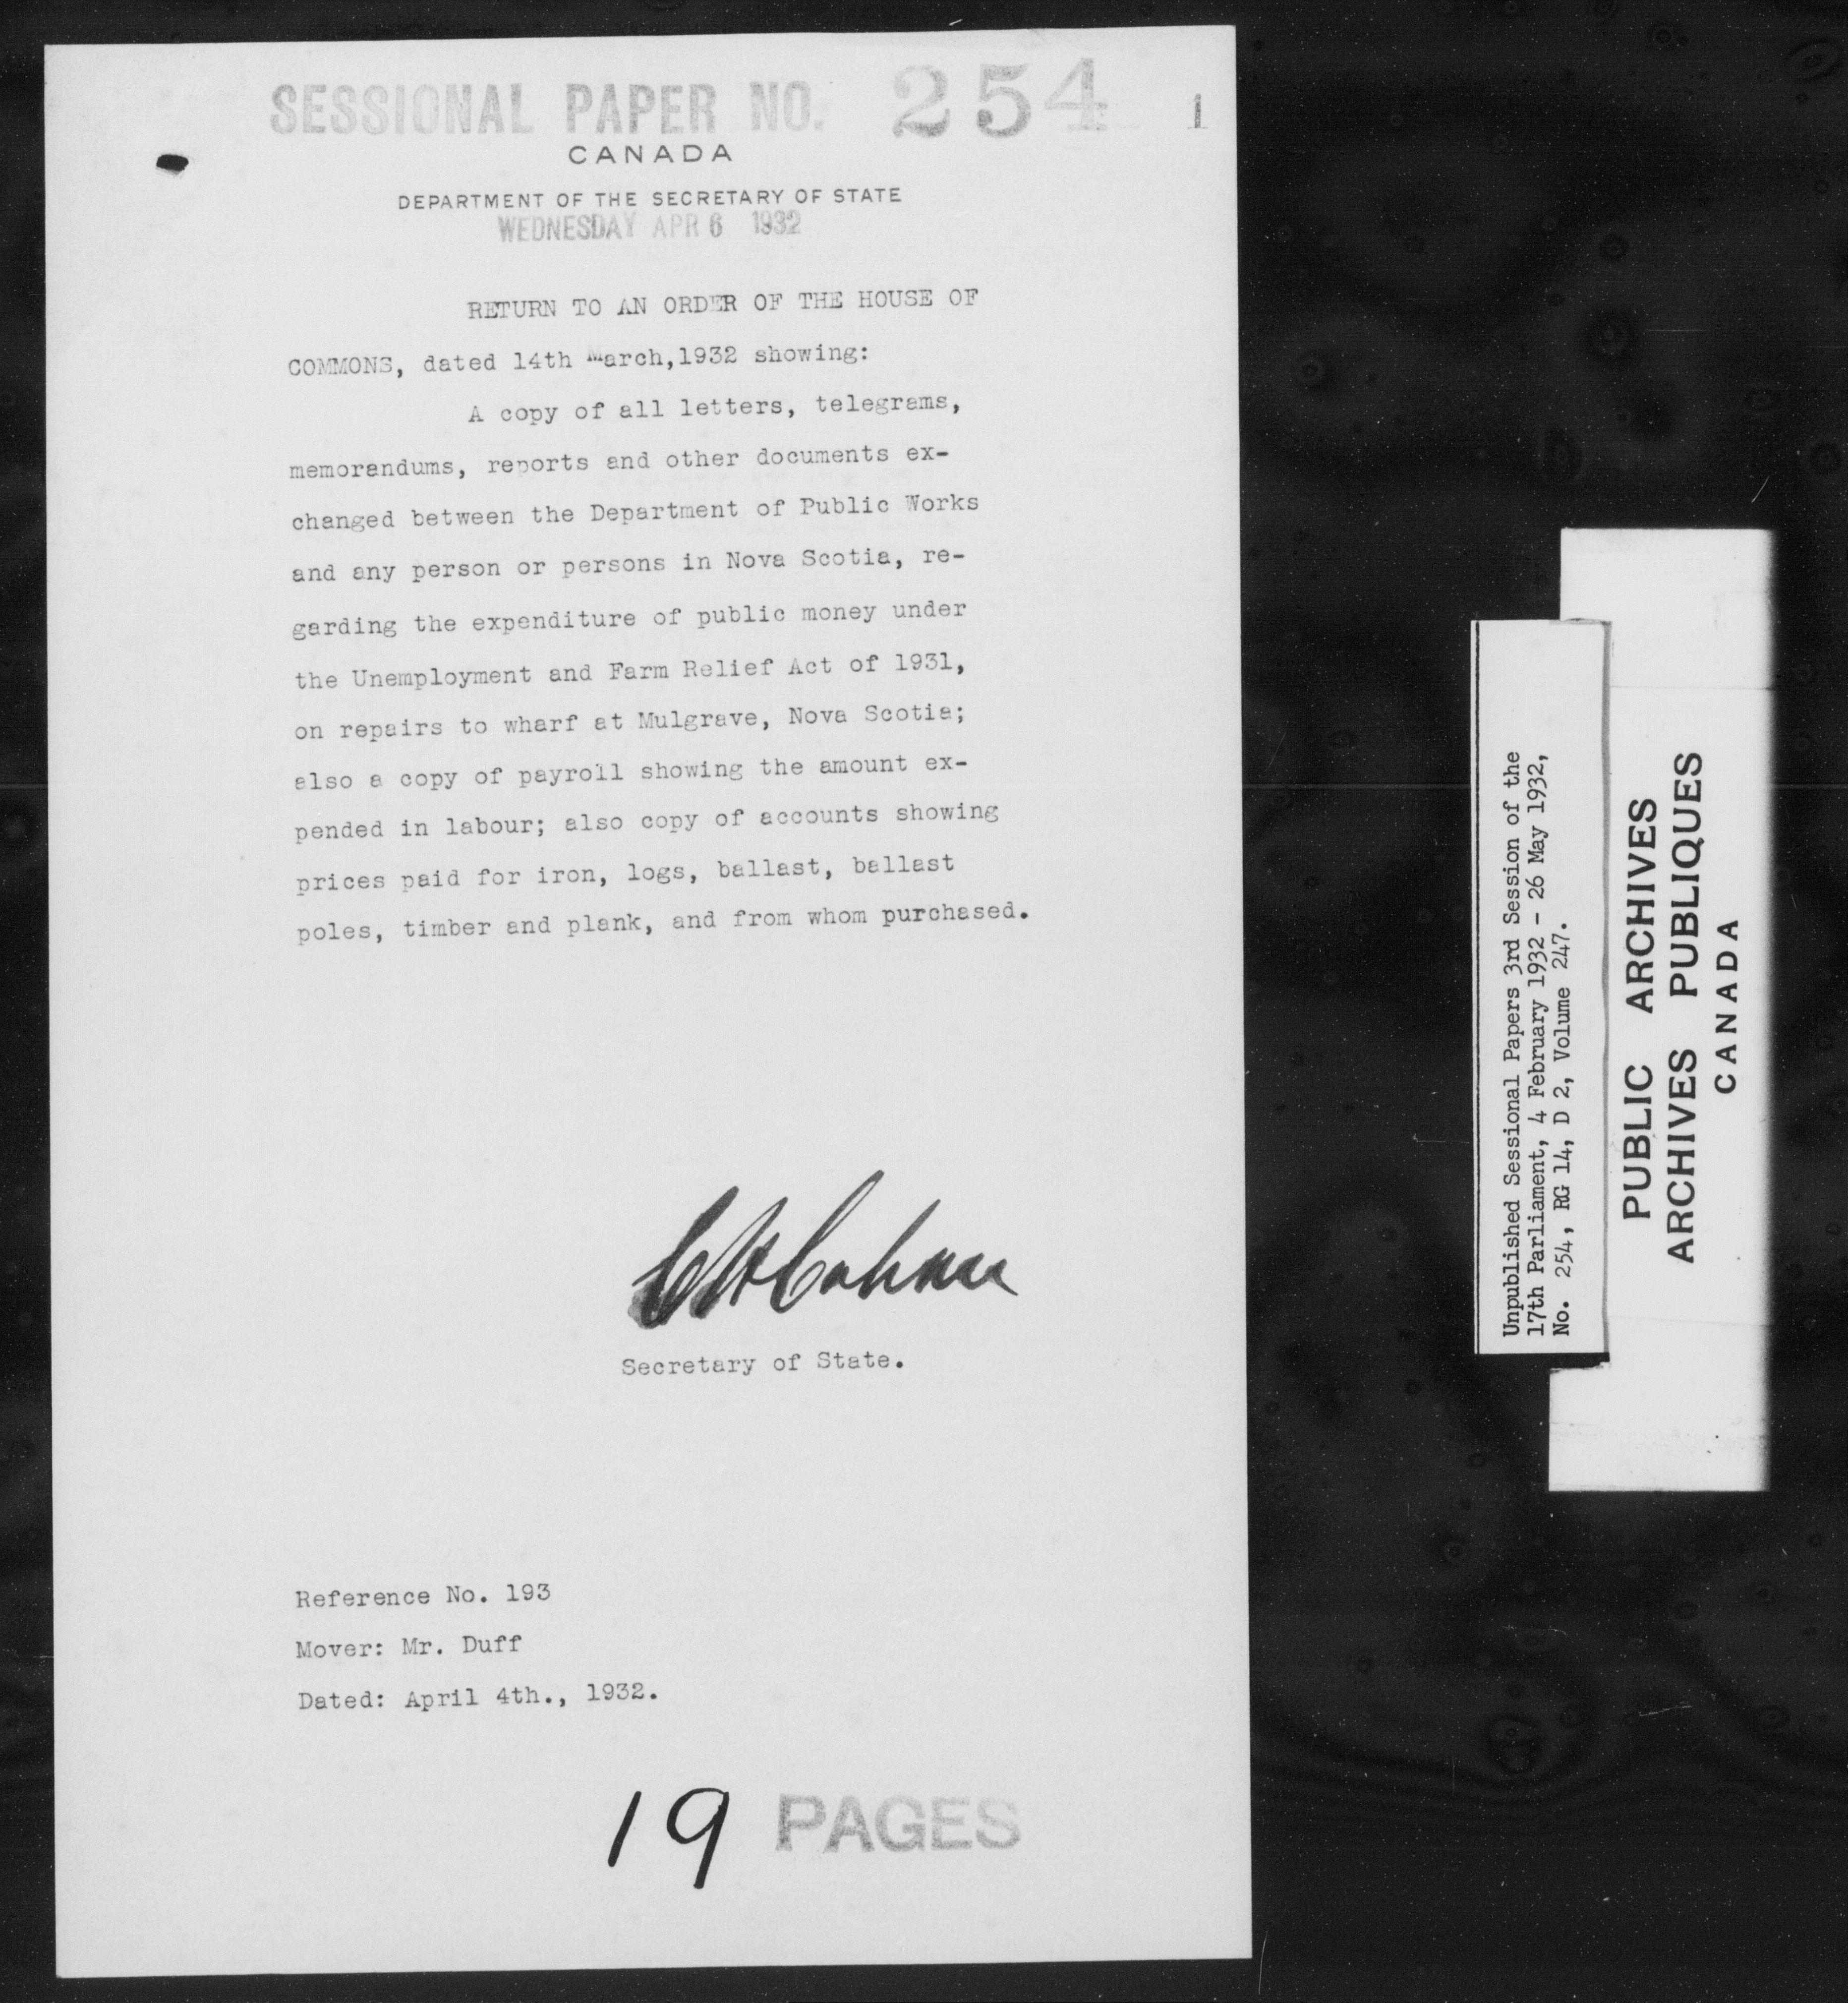 SESSIONAL PAPER NO. 254
1
CANADA
DEPARTMENT OF THE SECRETARY OF STATE
WEDNESDAY APR 6 1932
RETURN TO AN ORDER OF THE HOUSE OF
COMMONS, dated 14th March,1932 showing:
A copy of all letters, telegrams,
memorandums, reports and other documents ex-
changed between the Department of Public Works
and any person or persons in Nova Scotia, re-
garding the expenditure of public money under
the Unemployment and Farm Relief Act of 1931,
on repairs to wharf at Mulgrave, Nova Scotia;
also a copy of payroll showing the amount ex-
pended in labour; also copy of accounts showing
prices paid for iron, logs, ballast, ballast
poles, timber and plank, and from whom purchased.
C H Cahan
Secretary of State.
Reference No. 193
Mover: Mr. Duff
Dated: April 4th., 1932.
19 PAGES
Unpublished Sessional Papers 3rd Session of the
17th Parliament, 4 February 1932 - 26 May 1932,
No. 254, RG 14, D 2, Volume 247.
PUBLIC ARCHIVES
ARCHIVES PUBLIQUES
CANADA